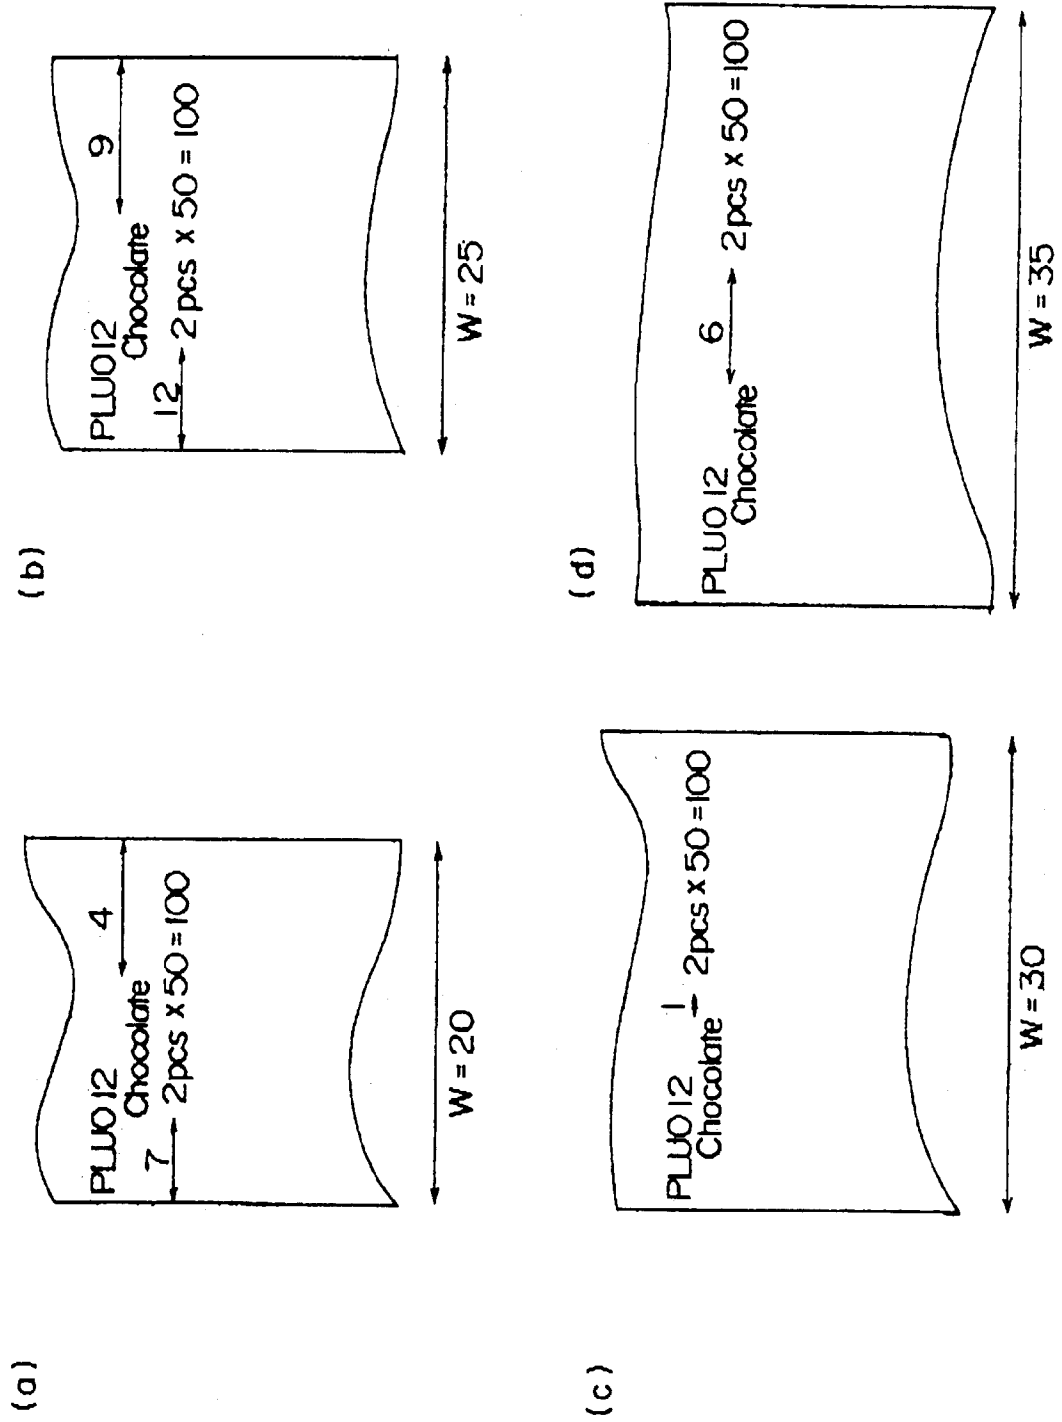 (a)
PLU012
4
Chocolate
7
2pcs x 50 = 100
W = 20
(b)
PLU012
9
Chocolate
12
2pcs x 50 = 100
W = 25
(c)
PLU012
1
Chocolate
2pcs x 50 = 100
W = 30
(d)
PLU012
6
Chocolate
2pcs x 50 = 100
W = 35